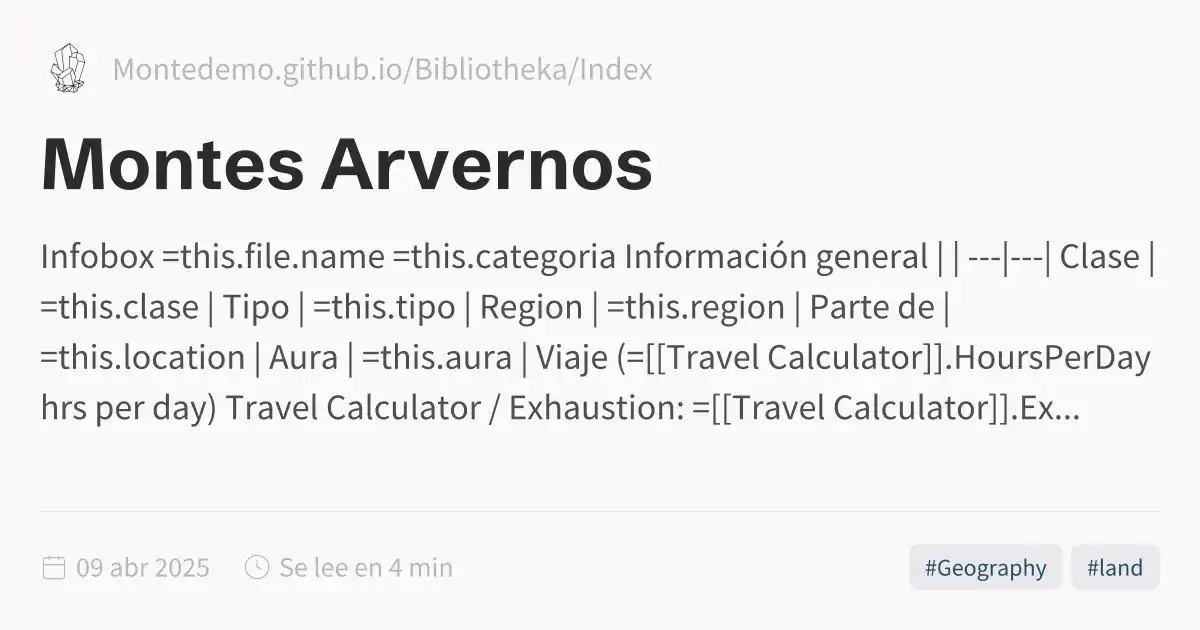 Montedemo.github.io/Bibliotheka/Index
Montes Arvernos
Infobox =this.file.name =this.categoria Información general | | ---|---| Clase |
=this.clase | Tipo | =this.tipo | Region | =this.region | Parte de |
=this.location | Aura | =this.aura | Viaje (=[[Travel Calculator]].HoursPerDay
hrs per day) Travel Calculator / Exhaustion: =[[Travel Calculator]].Ex...
09 abr 2025 Se lee en 4 min #Geography #land